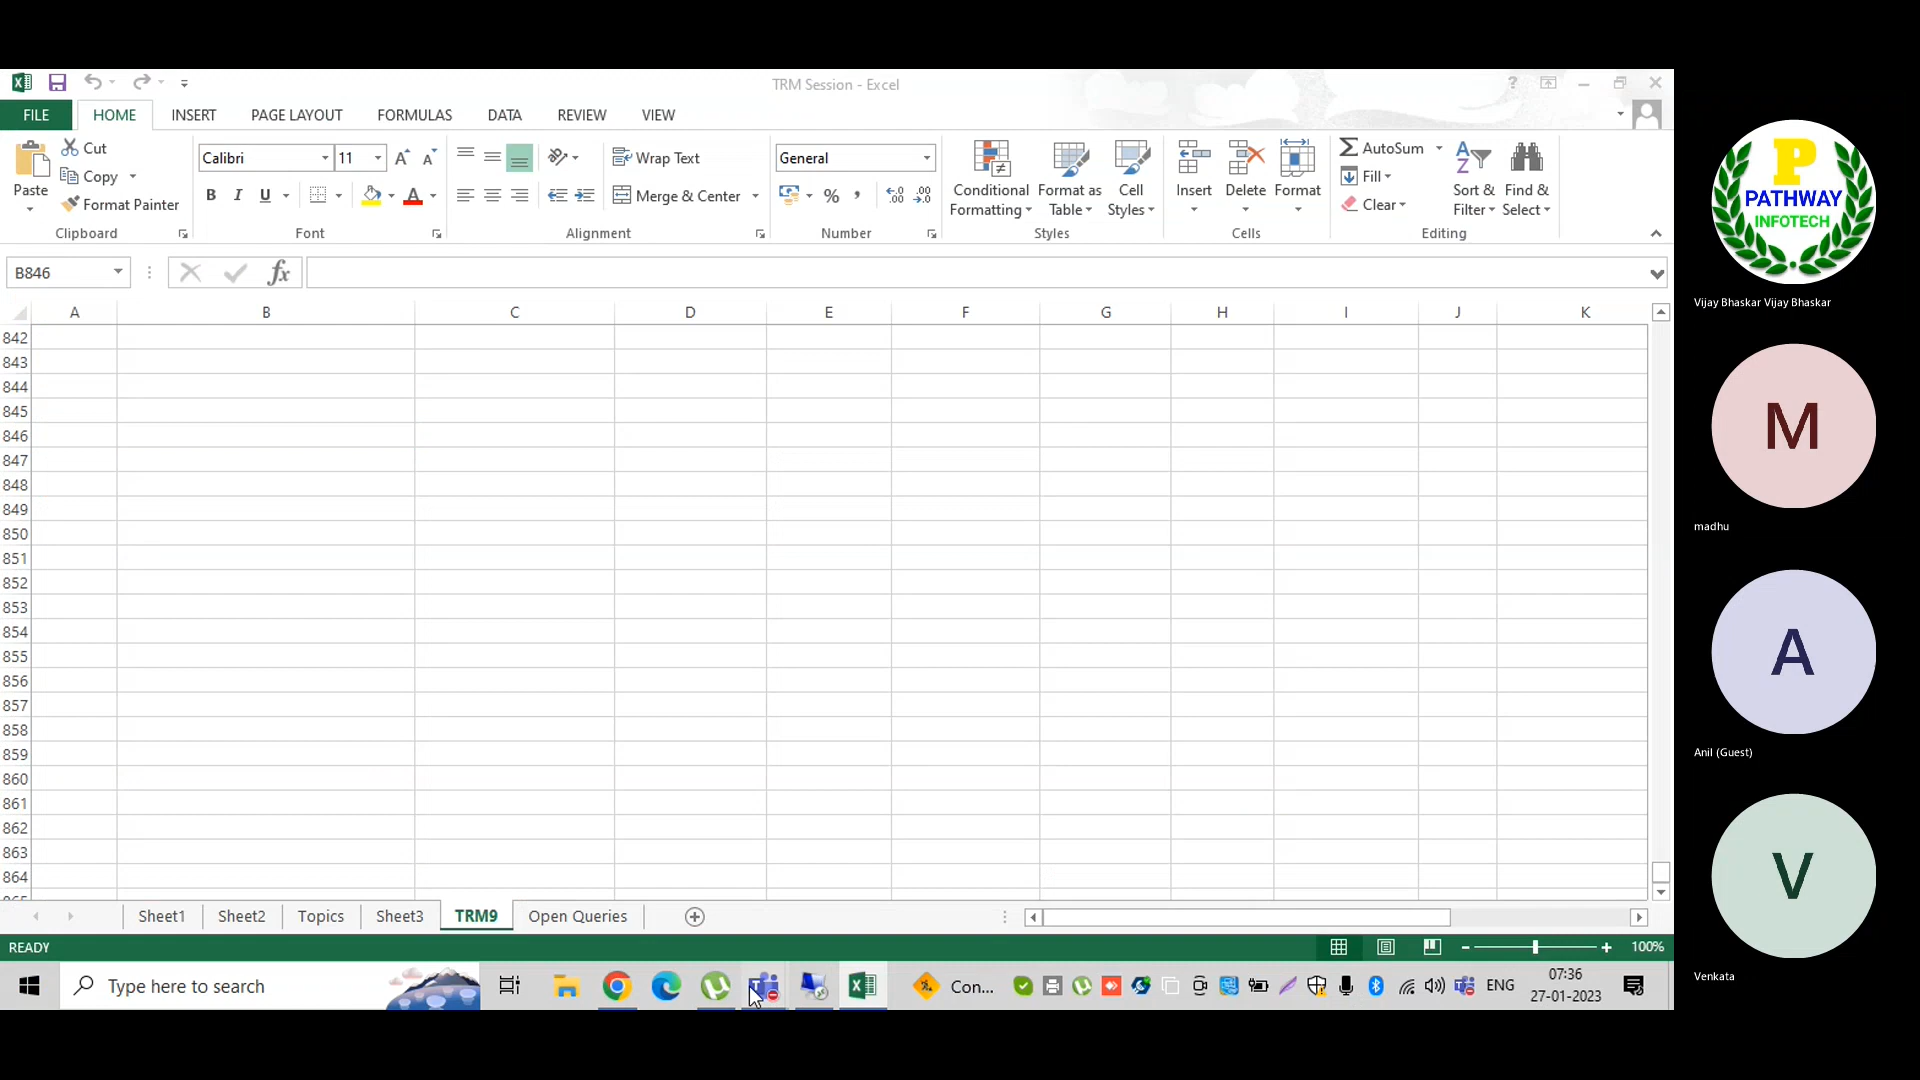 TRM Session - Excel
FILE HOME INSERT PAGE LAYOUT FORMULAS DATA REVIEW VIEW
Paste
Cut
Copy
Format Painter
Clipboard
Calibri 11
B I U
Font
Wrap Text
Merge & Center
Alignment
General
%
Number
Conditional Formatting
Format as Table
Cell Styles
Styles
Insert
Delete
Format
Cells
AutoSum
Fill
Clear
Sort & Filter
Find & Select
Editing
B846
fx
A B C D E F G H I J K
842
843
844
845
846
847
848
849
850
851
852
853
854
855
856
857
858
859
860
861
862
863
864
Sheet1 Sheet2 Topics Sheet3 TRM9 Open Queries
READY
100%
Type here to search
Con...
ENG
07:36
27-01-2023
P
PATHWAY
INFOTECH
Vijay Bhaskar Vijay Bhaskar
M
madhu
A
Anil (Guest)
V
Venkata